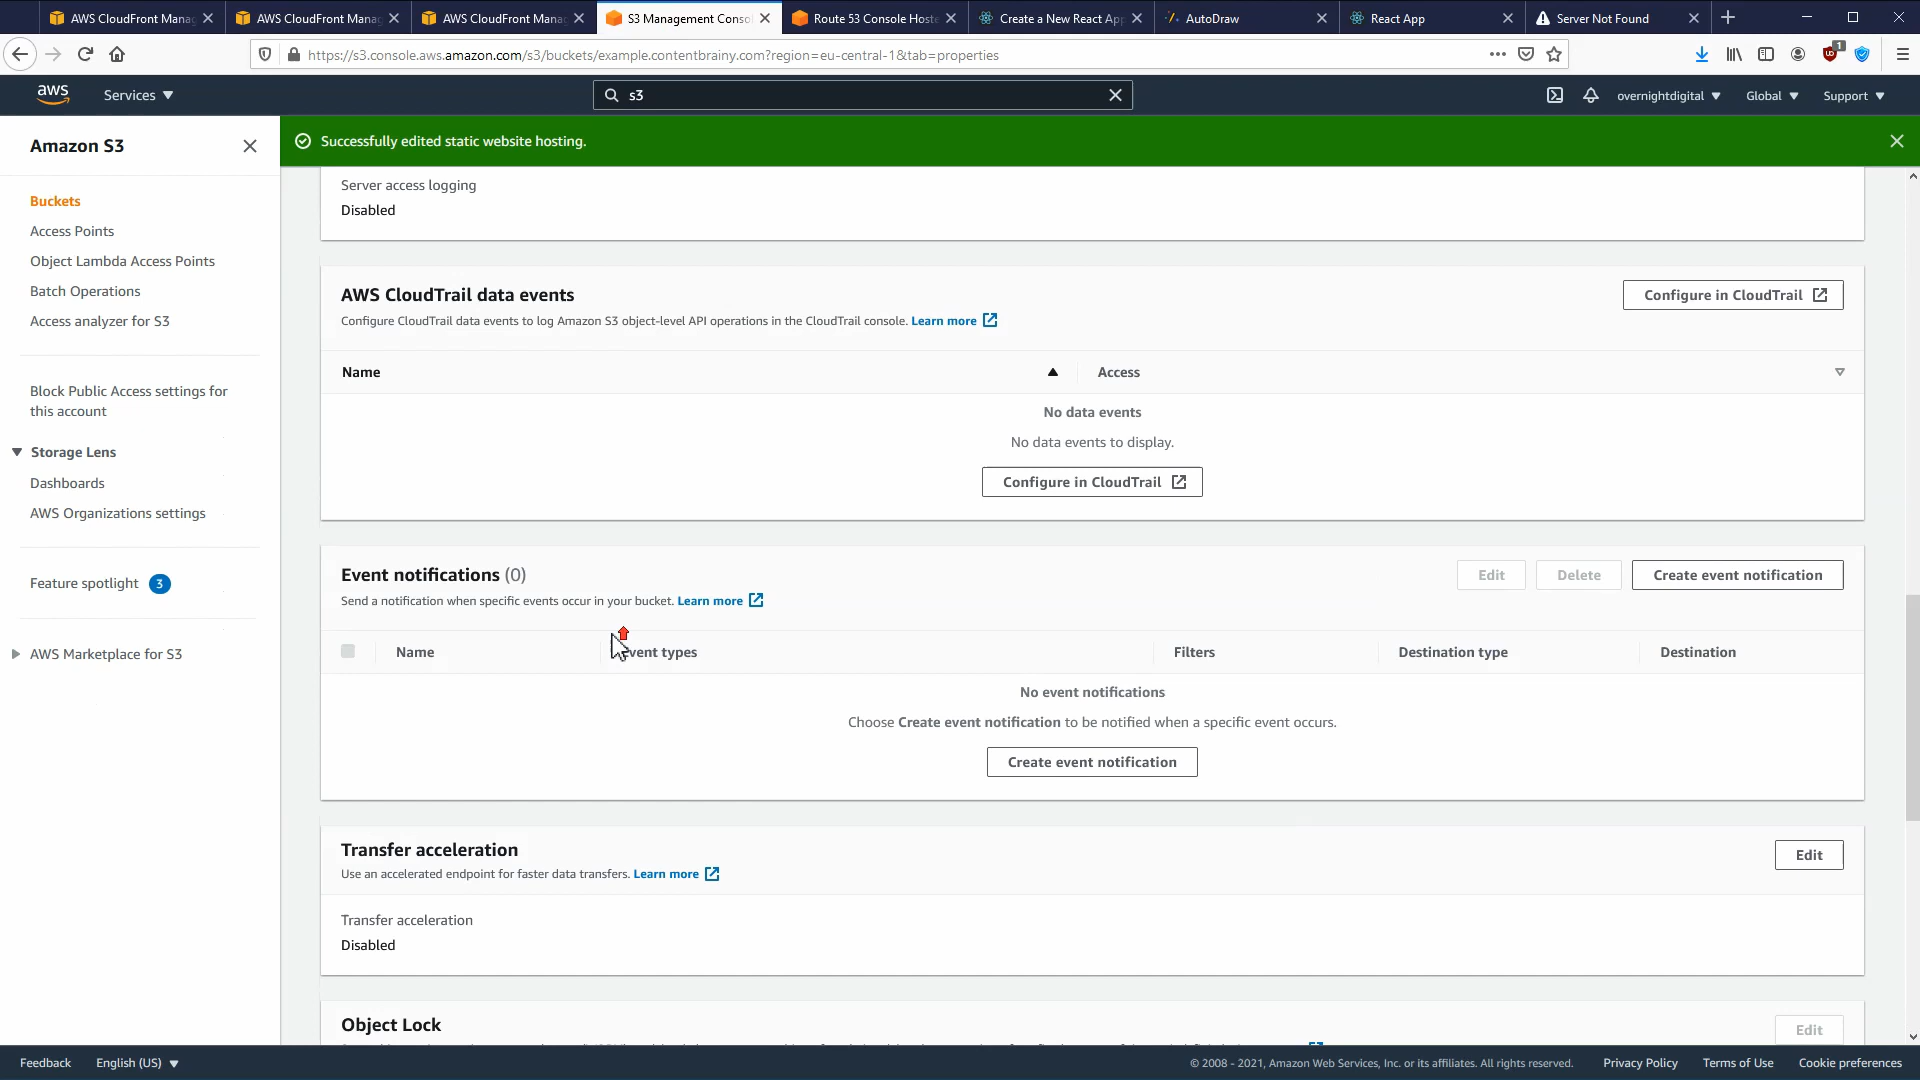 AWS CloudFront Mana
AWS CloudFront Mana
AWS CloudFront Mana
S3 Management Conso
Route 53 Console Hoste
Create a New React App
AutoDraw
React App
Server Not Found
https://s3.console.aws.amazon.com/s3/buckets/example.contentbrainy.com?region=eu-central-1&tab=properties
1
aws
Services
s3
overnightdigital
Global
Support
Amazon S3
Buckets
Access Points
Object Lambda Access Points
Batch Operations
Access analyzer for S3
Block Public Access settings for
this account
Storage Lens
Dashboards
AWS Organizations settings
Feature spotlight 3
AWS Marketplace for S3
Successfully edited static website hosting.
Server access logging
Disabled
AWS CloudTrail data events
Configure in CloudTrail
Configure CloudTrail data events to log Amazon S3 object-level API operations in the CloudTrail console. Learn more
Name
Access
No data events
No data events to display.
Configure in CloudTrail
Event notifications (0)
Edit
Delete
Create event notification
Send a notification when specific events occur in your bucket. Learn more
Name
Event types
Filters
Destination type
Destination
No event notifications
Choose Create event notification to be notified when a specific event occurs.
Create event notification
Transfer acceleration
Edit
Use an accelerated endpoint for faster data transfers. Learn more
Transfer acceleration
Disabled
Object Lock
Edit
Feedback
English (US)
© 2008 - 2021, Amazon Web Services, Inc. or its affiliates. All rights reserved.
Privacy Policy
Terms of Use
Cookie preferences